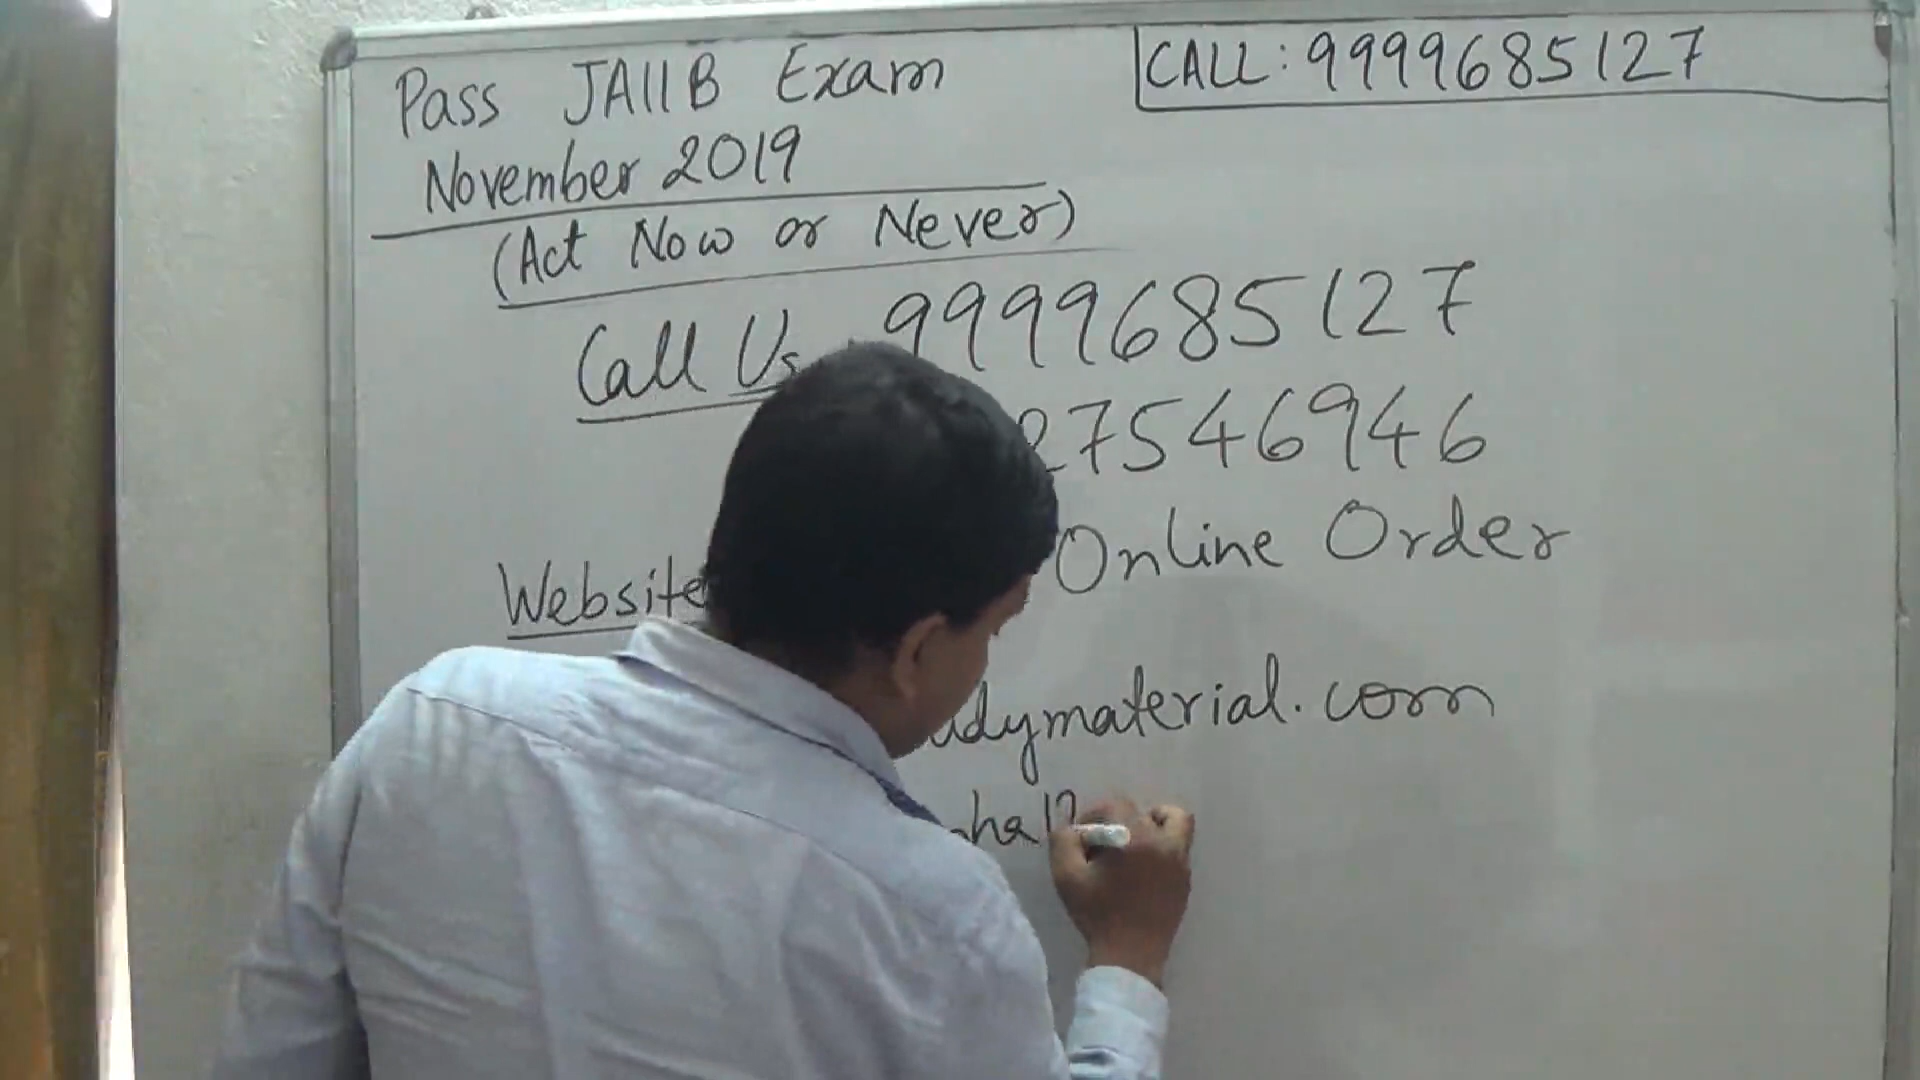 Pass JAIIB Exam
CALL: 9999685127
November 2019
(Act Now or Never)
Call Us 9999685127
27546946
Website
Online Order
udymaterial.com